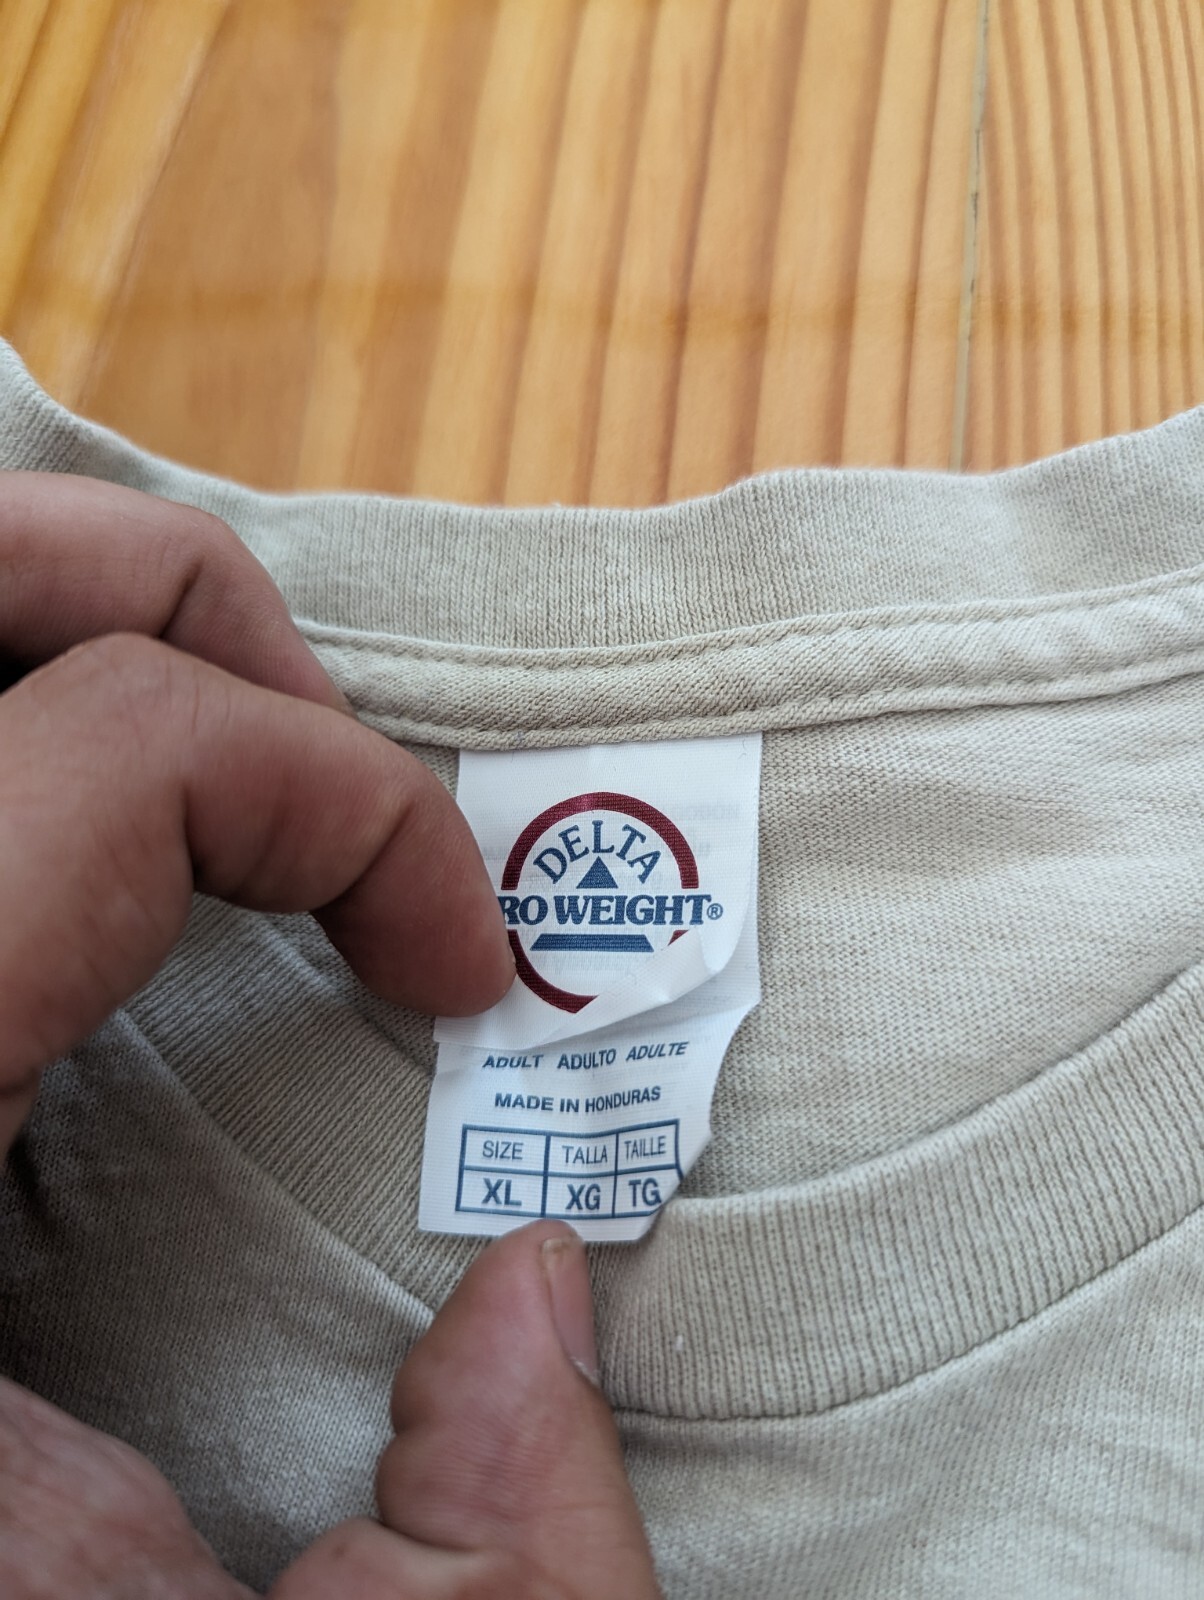 DELTA
RO WEIGHT®
ADULT ADULTO ADULTE
MADE IN HONDURAS
SIZE TALLA TAILLE
XL XG TG